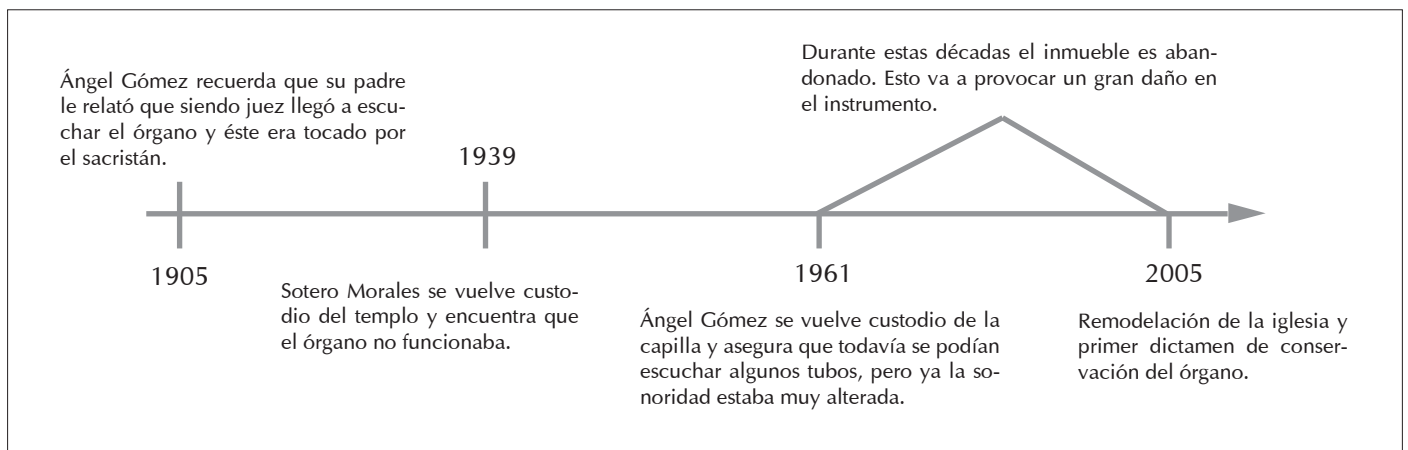 Ángel Gómez recuerda que su padre
le relató que siendo juez llegó a escu-
char el órgano y éste era tocado por
el sacristán.
1905
1939
Sotero Morales se vuelve custo-
dio del templo y encuentra que
el órgano no funcionaba.
Durante estas décadas el inmueble es aban-
donado. Esto va a provocar un gran daño en
el instrumento.
1961
Ángel Gómez se vuelve custodio de la
capilla y asegura que todavía se podían
escuchar algunos tubos, pero ya la so-
noridad estaba muy alterada.
2005
Remodelación de la iglesia y
primer dictamen de conser-
vación del órgano.